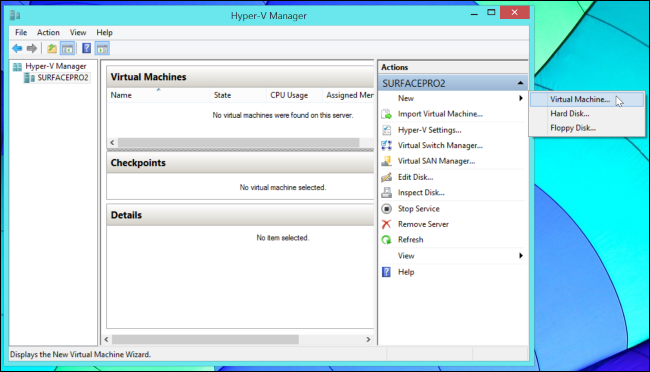 Hyper-V Manager
File Action View Help
Hyper-V Manager
SURFACEPRO2
Virtual Machines
Name State CPU Usage Assigned Mer
No virtual machines were found on this server.
Checkpoints
No virtual machine selected.
Details
No item selected.
Actions
SURFACEPRO2
New
Import Virtual Machine...
Hyper-V Settings...
Virtual Switch Manager...
Virtual SAN Manager...
Edit Disk...
Inspect Disk...
Stop Service
Remove Server
Refresh
View
Help
Virtual Machine...
Hard Disk...
Floppy Disk...
Displays the New Virtual Machine Wizard.